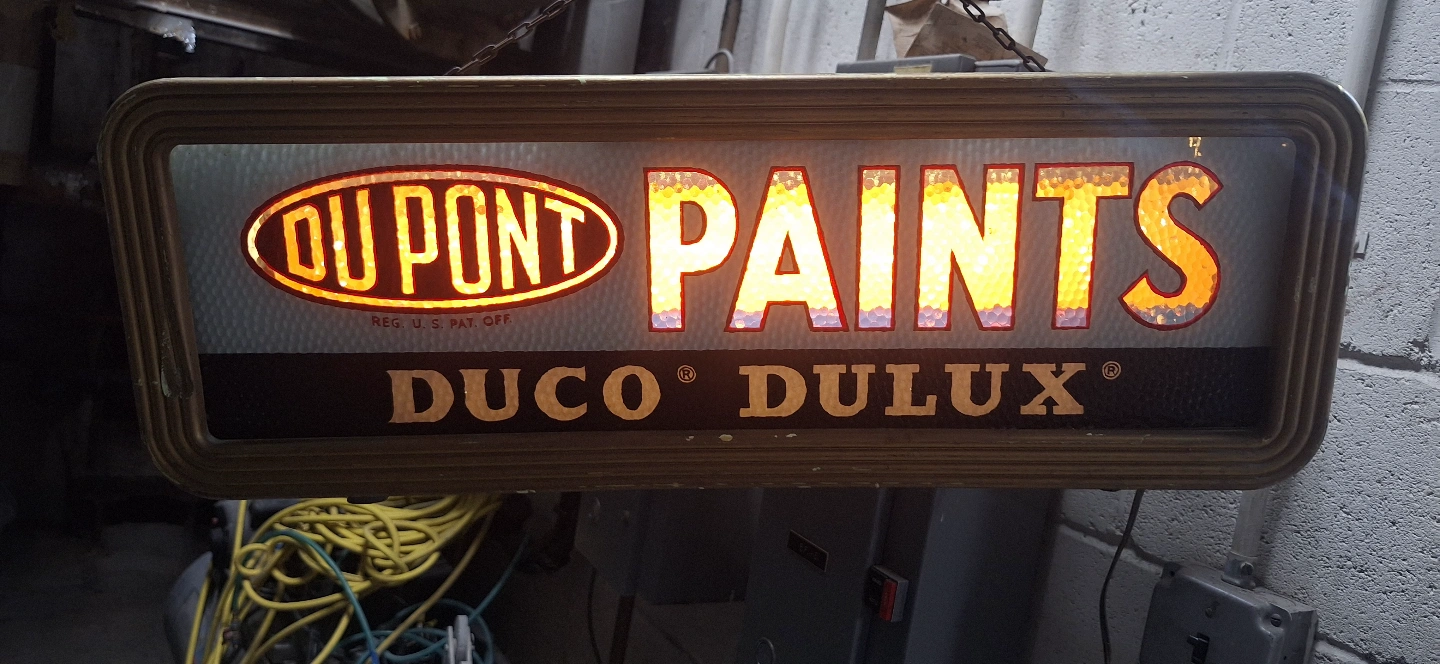 DU PONT PAINTS
REG. U. S. PAT. OFF.
DUCO® DULUX®